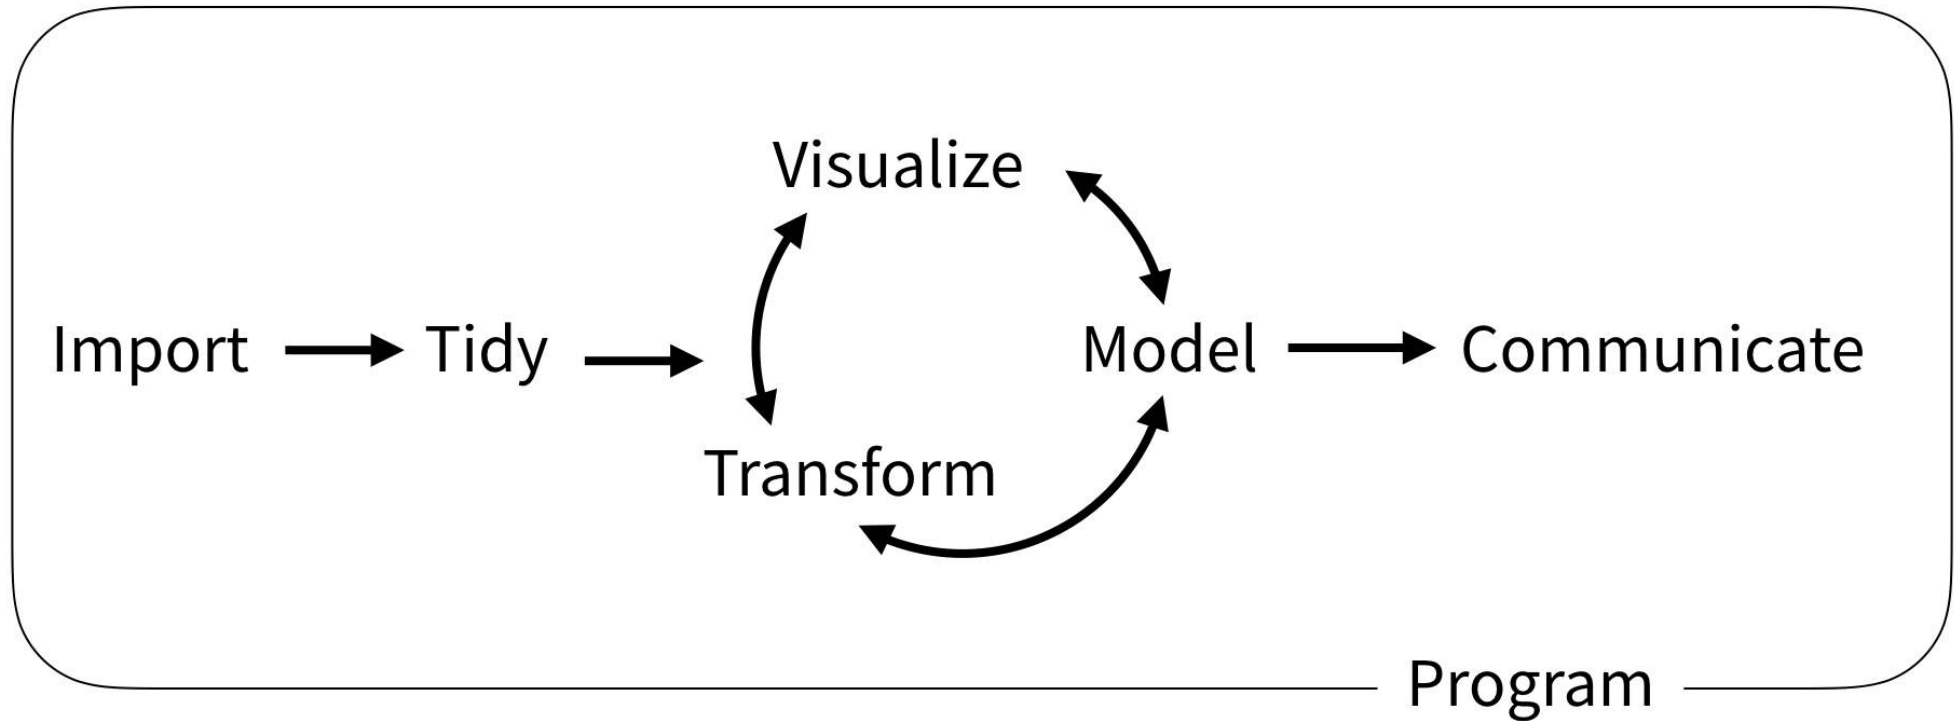 Visualize
Import
Tidy
Model
Communicate
Transform
Program